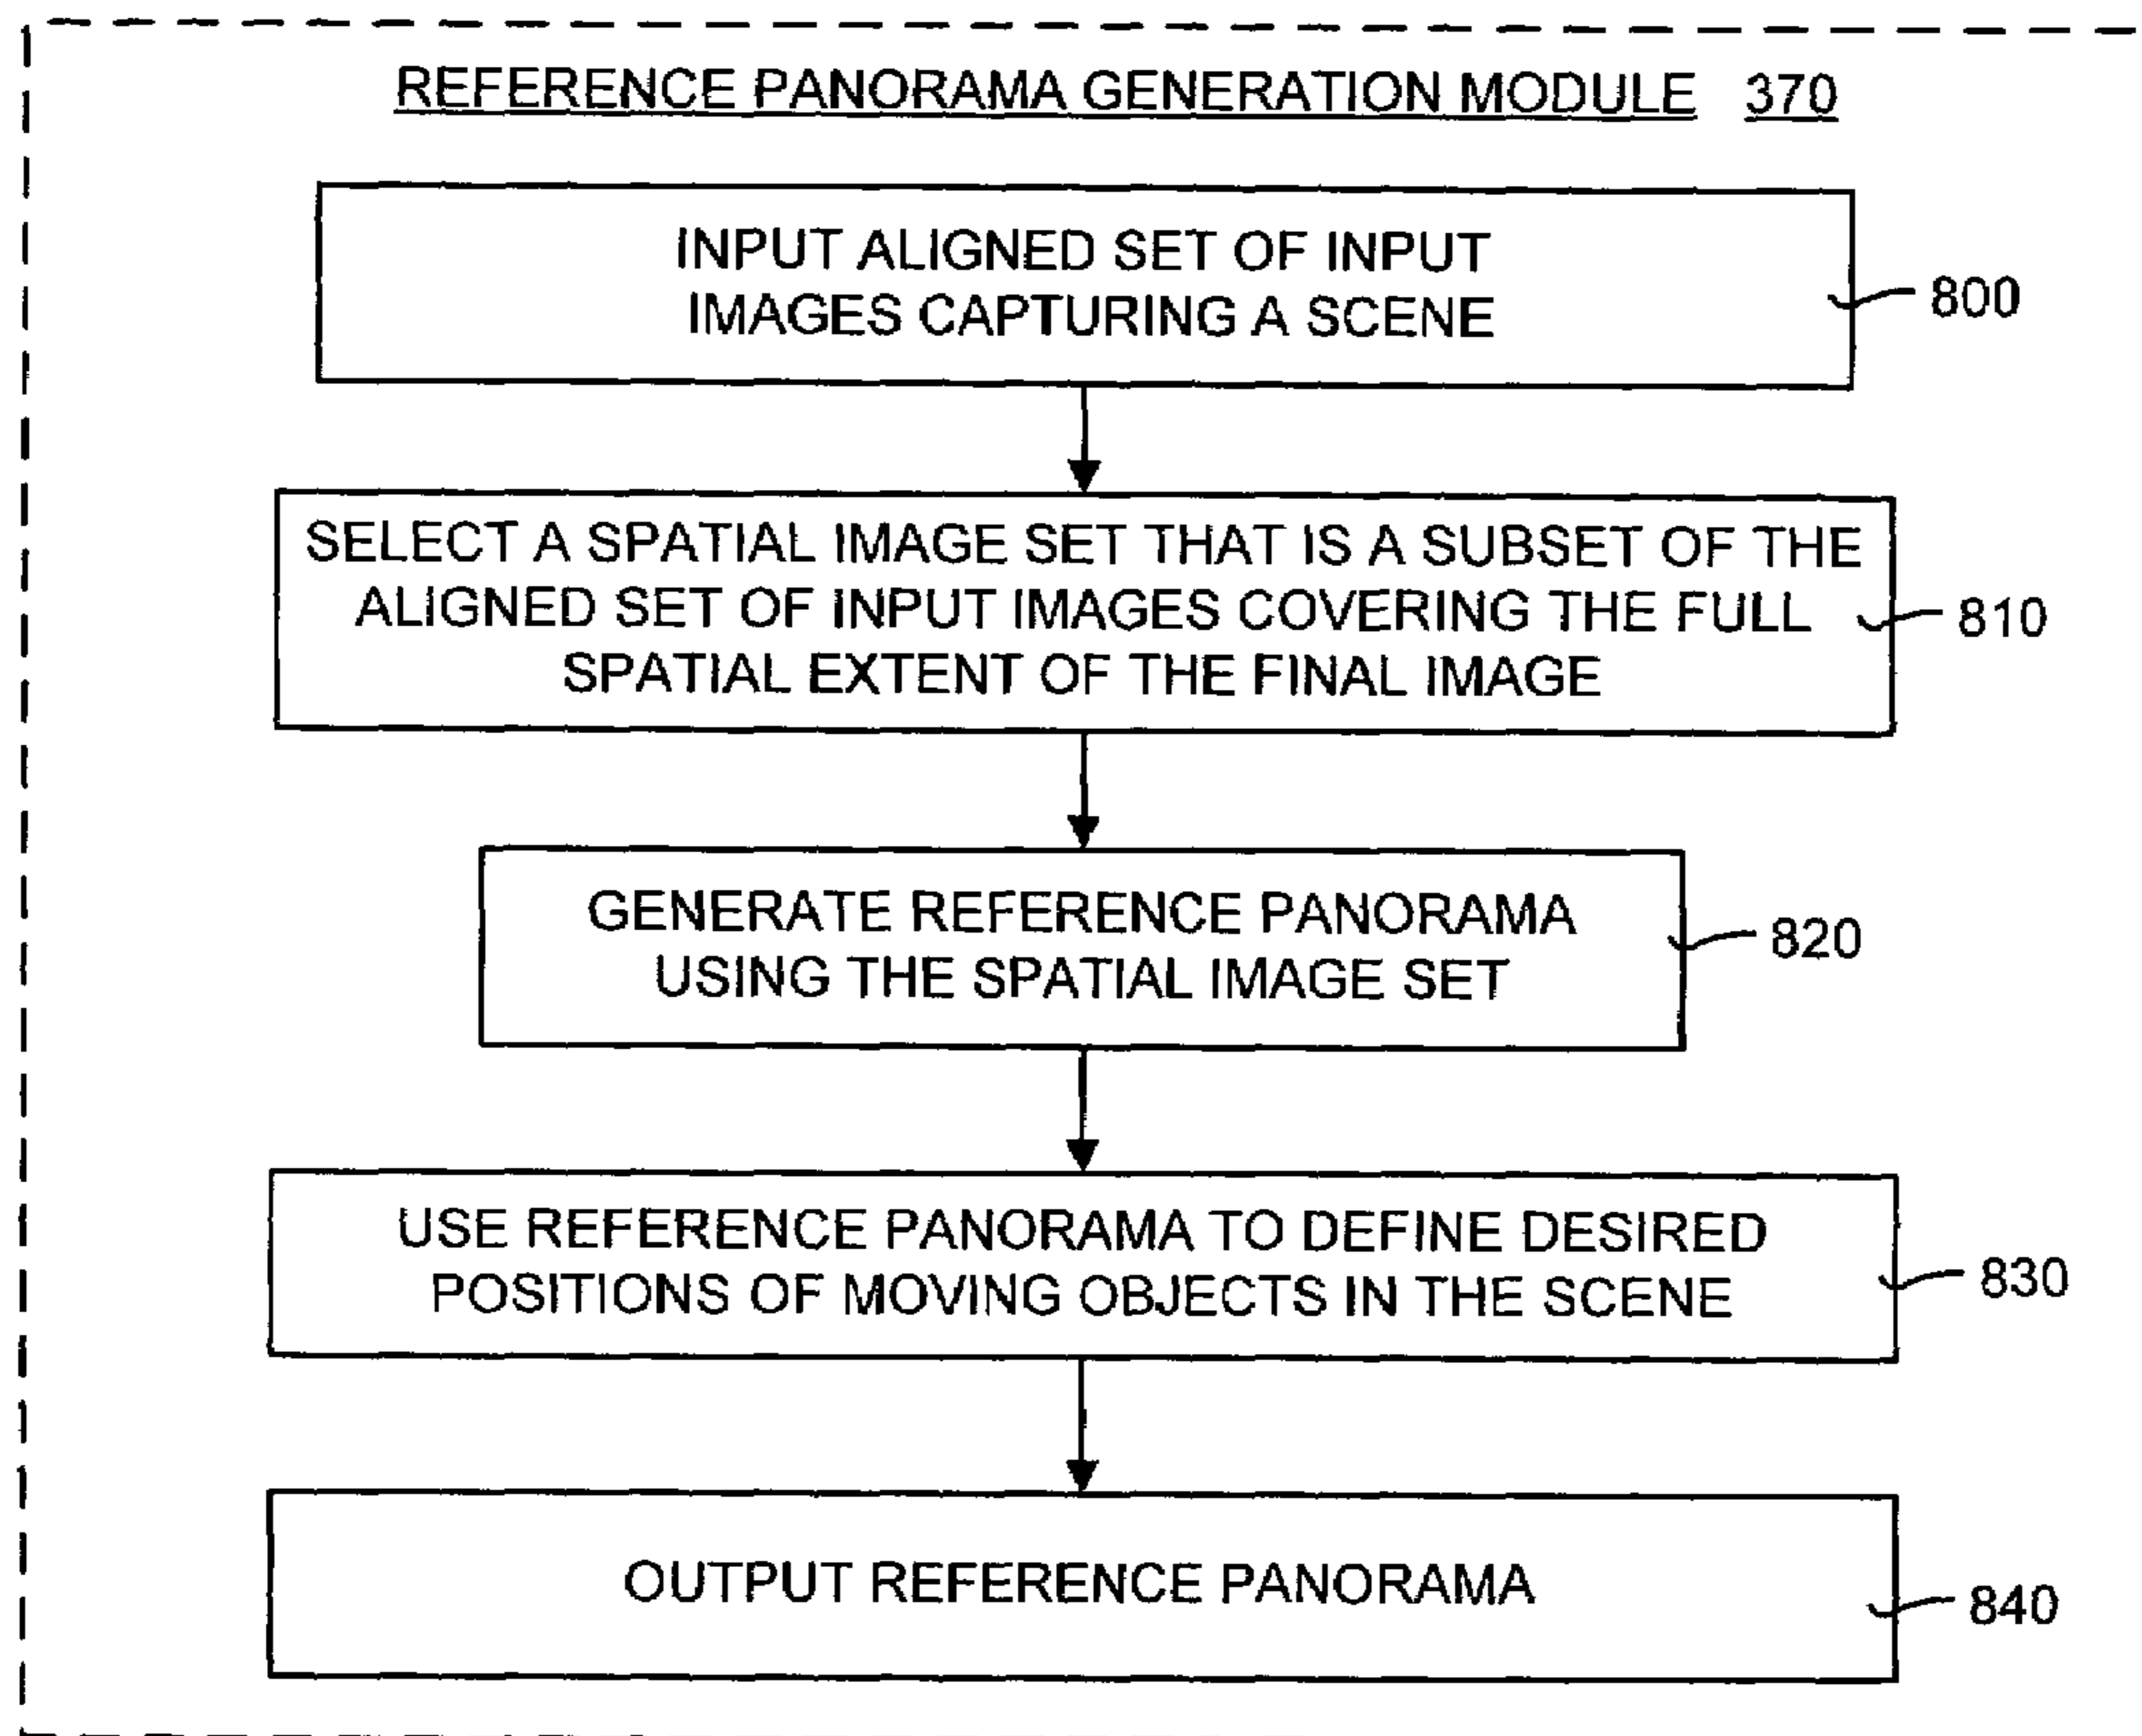 REFERENCE PANORAMA GENERATION MODULE 370
INPUT ALIGNED SET OF INPUT
IMAGES CAPTURING A SCENE
800
SELECT A SPATIAL IMAGE SET THAT IS A SUBSET OF THE
ALIGNED SET OF INPUT IMAGES COVERING THE FULL
SPATIAL EXTENT OF THE FINAL IMAGE
810
GENERATE REFERENCE PANORAMA
USING THE SPATIAL IMAGE SET
820
USE REFERENCE PANORAMA TO DEFINE DESIRED
POSITIONS OF MOVING OBJECTS IN THE SCENE
830
OUTPUT REFERENCE PANORAMA
840